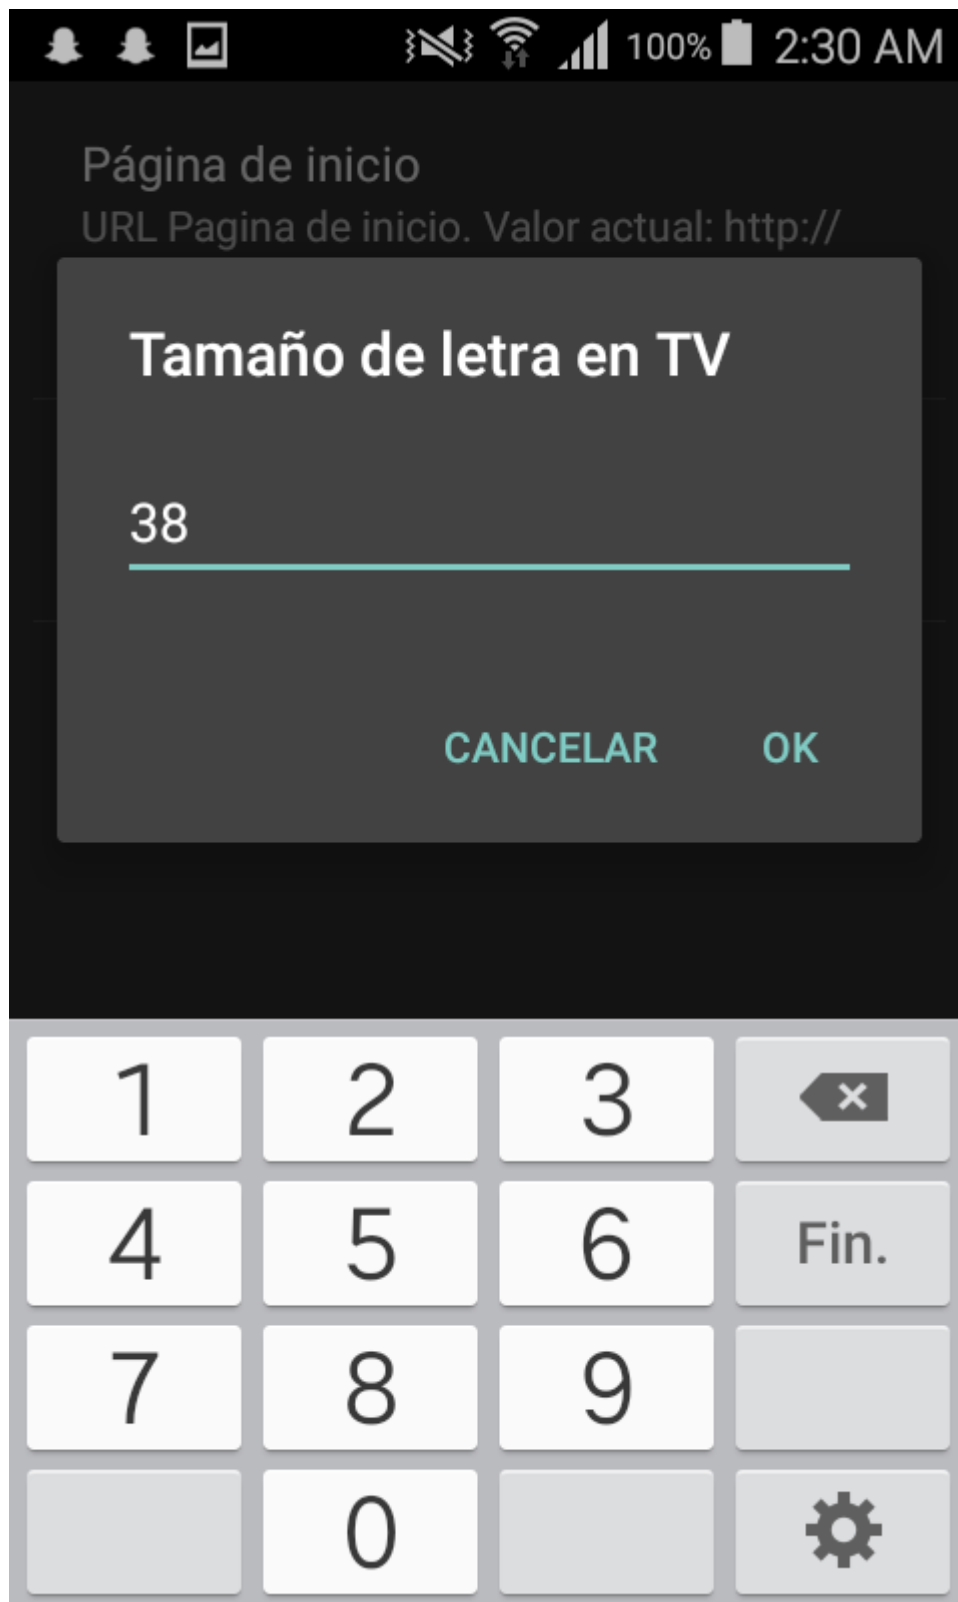 100% 2:30 AM
Página de inicio
URL Pagina de inicio. Valor actual: http://
Tamaño de letra en TV
38
CANCELAR OK
1 2 3
4 5 6 Fin.
7 8 9
0